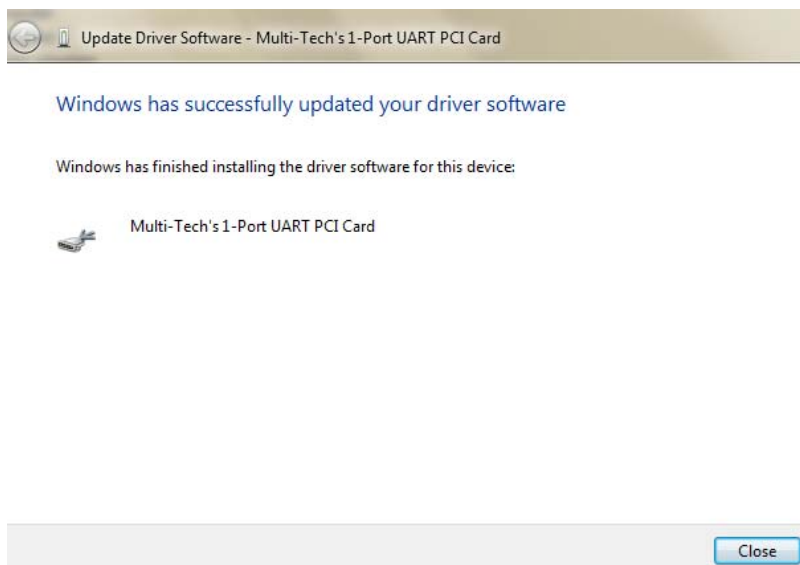 Update Driver Software - Multi-Tech's 1-Port UART PCI Card
Windows has successfully updated your driver software
Windows has finished installing the driver software for this device:
Multi-Tech's 1-Port UART PCI Card
Close